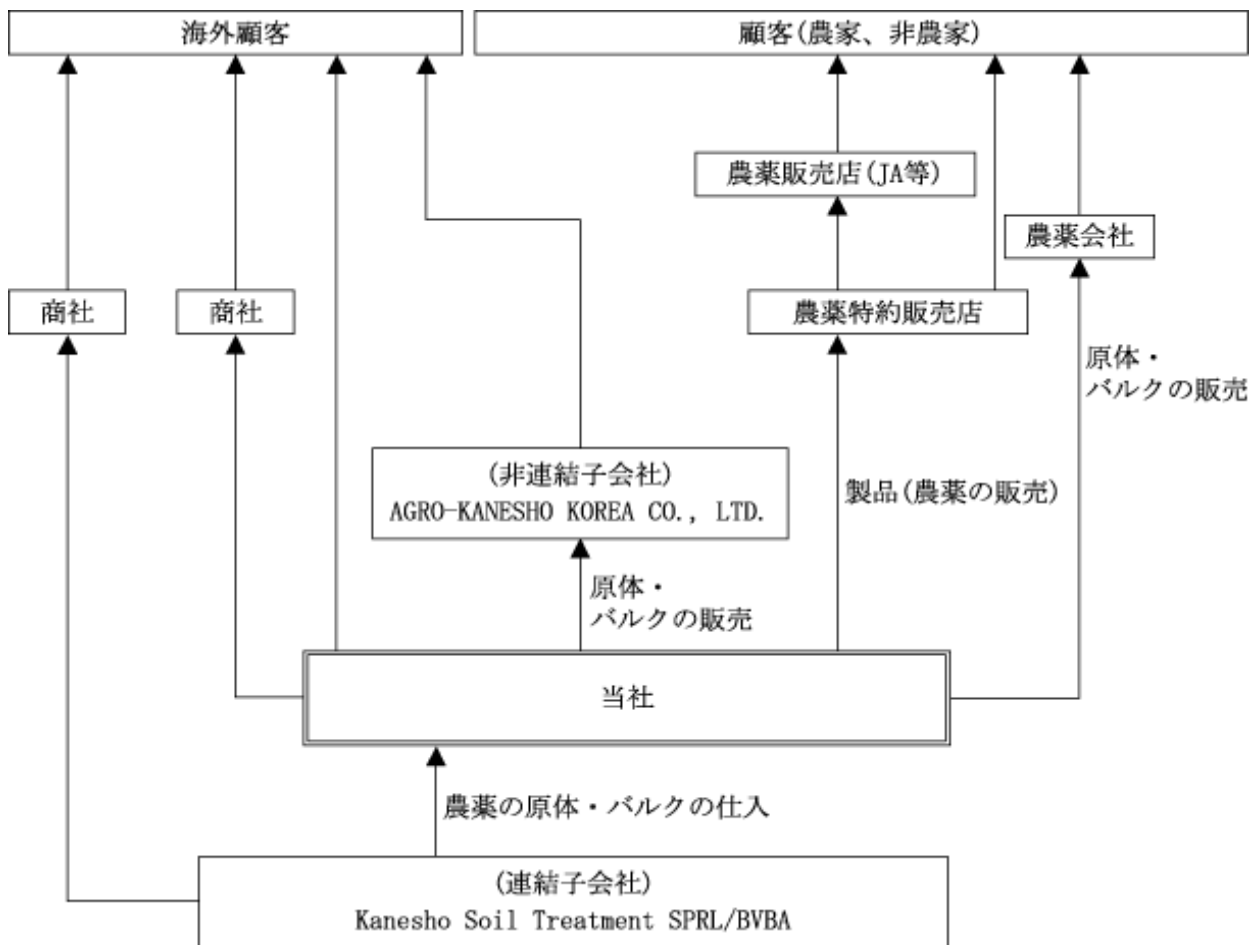 海外顧客
顧客(農家、非農家)
農薬販売店(JA等)
農薬会社
商社
商社
農薬特約販売店
原体・
バルクの販売
(非連結子会社)
AGRO-KANESHO KOREA CO., LTD.
製品(農薬の販売)
原体・
バルクの販売
当社
農薬の原体・バルクの仕入
(連結子会社)
Kanesho Soil Treatment SPRL/BVBA